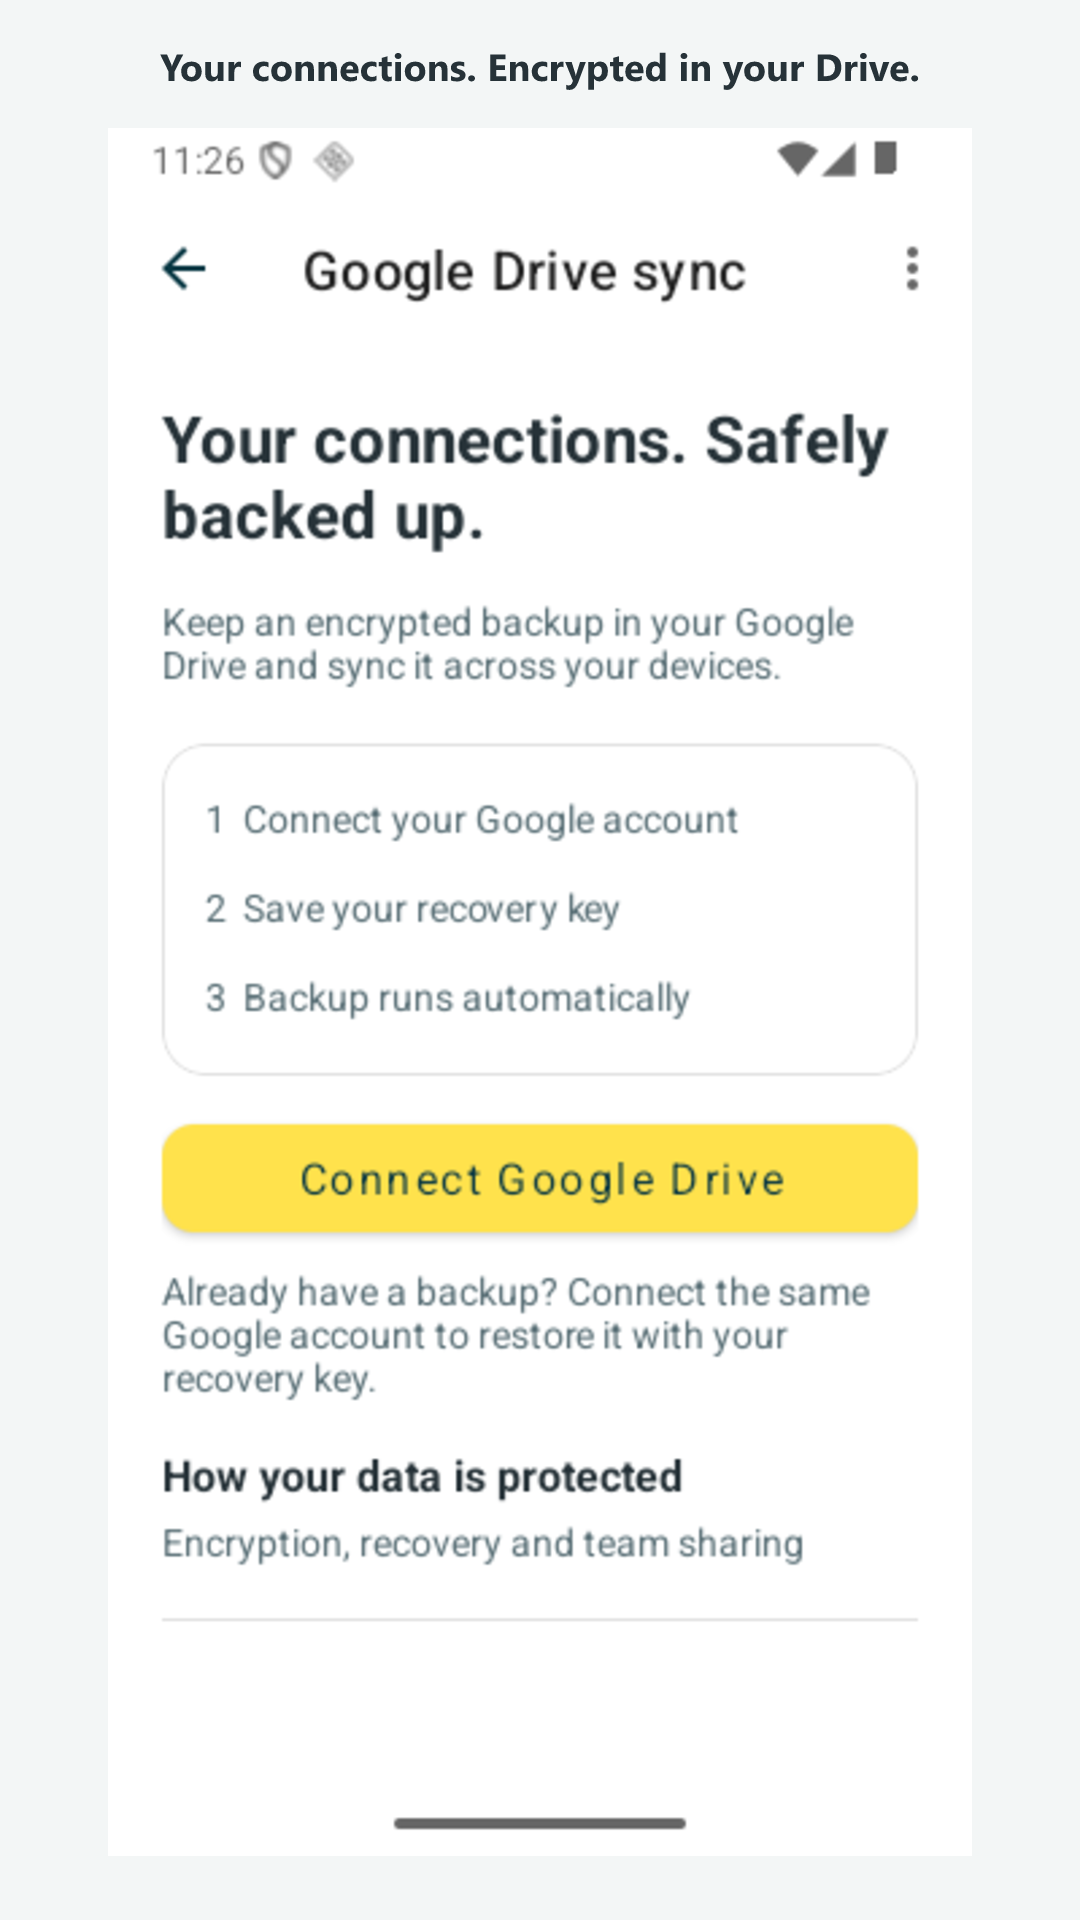 Your connections. Encrypted in your Drive.
11:26
Google Drive sync
Your connections. Safely
backed up.
Keep an encrypted backup in your Google
Drive and sync it across your devices.
1 Connect your Google account
2 Save your recovery key
3 Backup runs automatically
Connect Google Drive
Already have a backup? Connect the same
Google account to restore it with your
recovery key.
How your data is protected
Encryption, recovery and team sharing